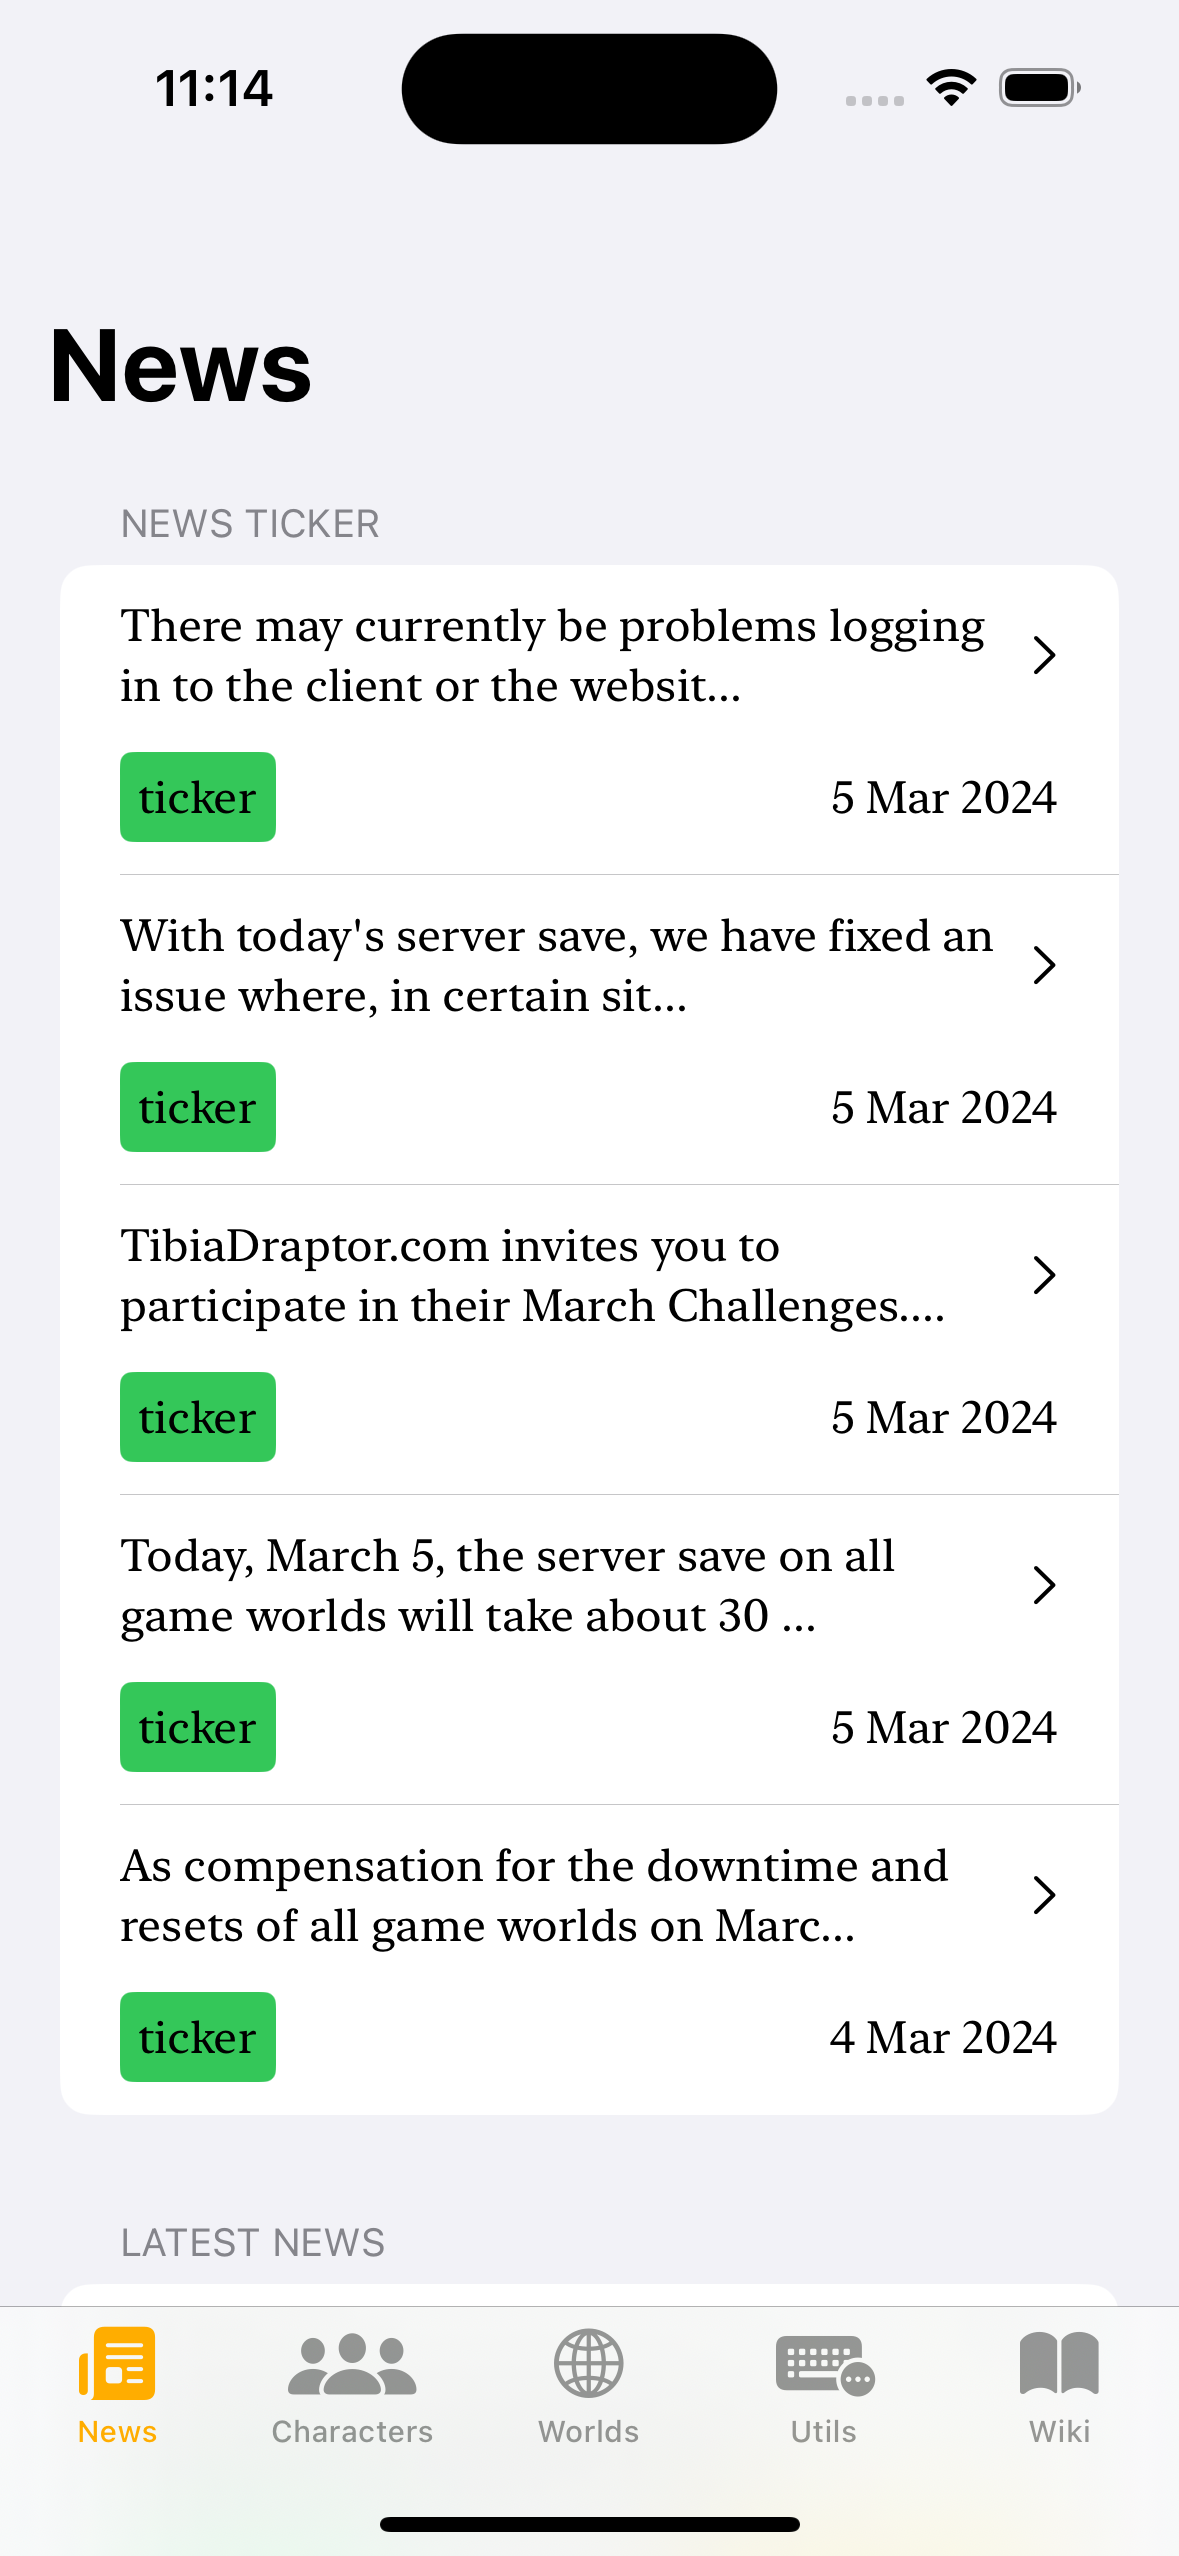 11:14
News
NEWS TICKER
There may currently be problems logging
in to the client or the websit...
ticker
5 Mar 2024
With today's server save, we have fixed an
issue where, in certain sit...
ticker
5 Mar 2024
TibiaDraptor.com invites you to
participate in their March Challenges....
ticker
5 Mar 2024
Today, March 5, the server save on all
game worlds will take about 30 ...
ticker
5 Mar 2024
As compensation for the downtime and
resets of all game worlds on Marc...
ticker
4 Mar 2024
LATEST NEWS
News
Characters
Worlds
Utils
Wiki